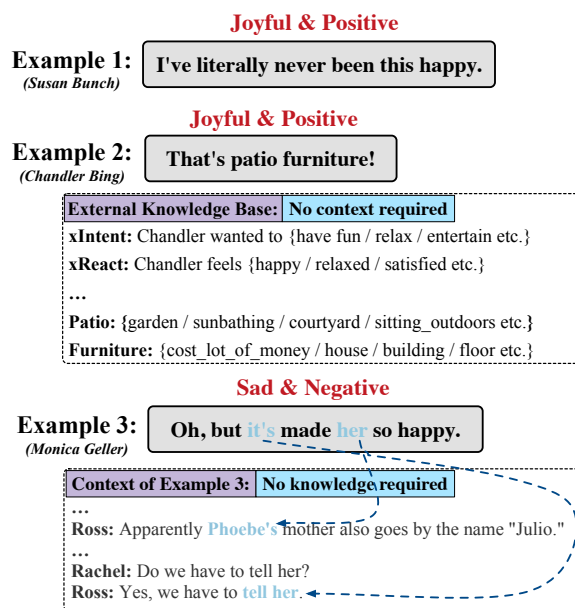 Joyful & Positive
Example 1: I've literally never been this happy.
(Susan Bunch)
Joyful & Positive
Example 2: That's patio furniture!
(Chandler Bing)
External Knowledge Base: No context required
xIntent: Chandler wanted to {have fun / relax / entertain etc.}
xReact: Chandler feels {happy / relaxed / satisfied etc.}
...
Patio: {garden / sunbathing / courtyard / sitting_outdoors etc.}
Furniture: {cost_lot_of_money / house / building / floor etc.}
Sad & Negative
Example 3: Oh, but it's made her so happy.
(Monica Geller)
Context of Example 3: No knowledge required
...
Ross: Apparently Phoebe's mother also goes by the name "Julio."
...
Rachel: Do we have to tell her?
Ross: Yes, we have to tell her.